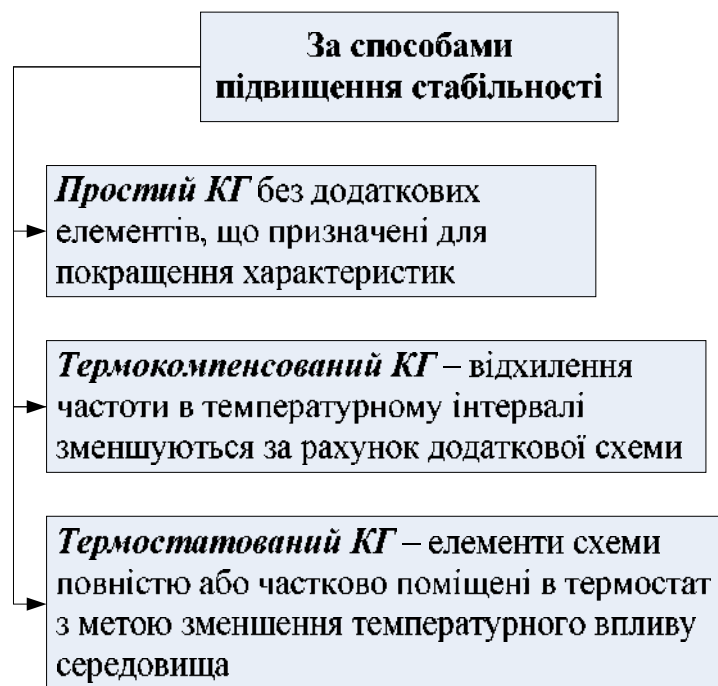 За способами
підвищення стабільності
Простий КГ без додаткових
елементів, що призначені для
покращення характеристик
Термокомпенсований КГ – відхилення
частоти в температурному інтервалі
зменшуються за рахунок додаткової схеми
Термостатований КГ – елементи схеми
повністю або частково поміщені в термостат
з метою зменшення температурного впливу
середовища